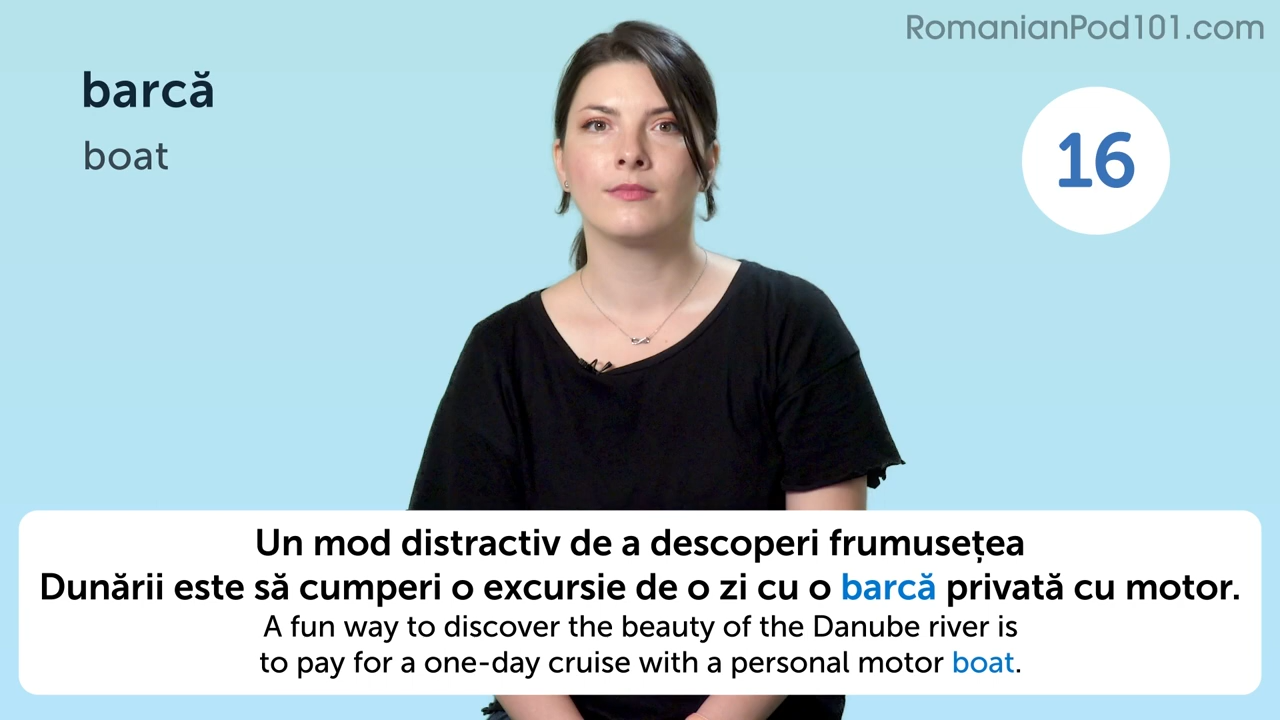 RomanianPod101.com
barcă
boat
16
Un mod distractiv de a descoperi frumusețea
Dunării este să cumperi o excursie de o zi cu o barcă privată cu motor.
A fun way to discover the beauty of the Danube river is
to pay for a one-day cruise with a personal motor boat.